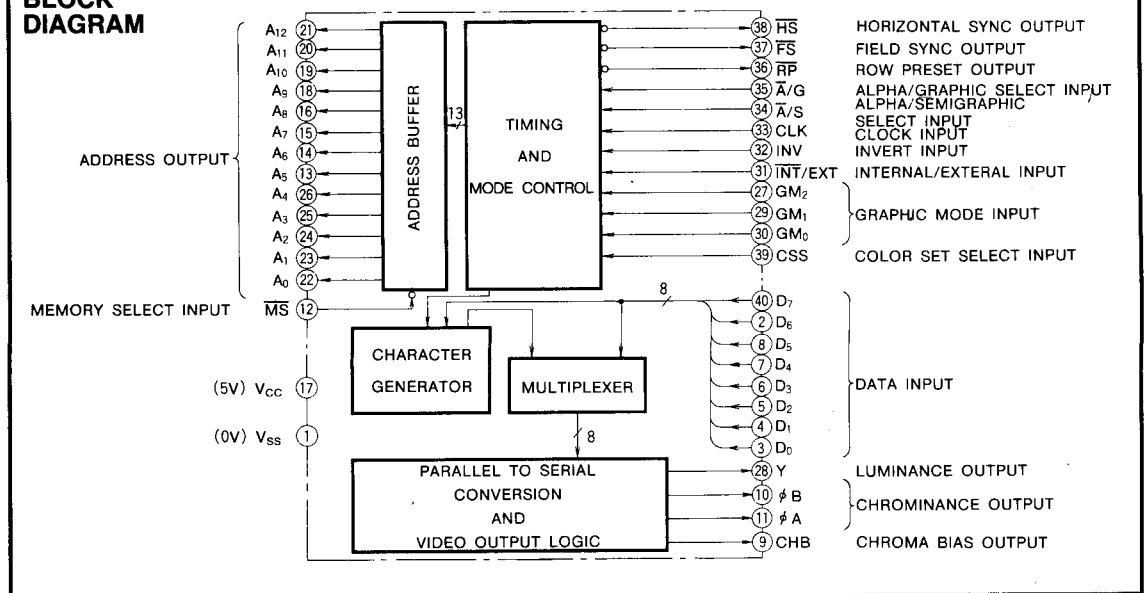 BLOCK
DIAGRAM
A12 21
A11 20
A10 19
A9 18
A8 16
A7 15
A6 14
A5 13
A4 26
A3 25
A2 24
A1 23
A0 22
ADDRESS OUTPUT
MEMORY SELECT INPUT M̅S̅ 12
(5V) VCC 17
(0V) VSS 1
ADDRESS BUFFER
13
TIMING
AND
MODE CONTROL
CHARACTER
GENERATOR
MULTIPLEXER
8
8
PARALLEL TO SERIAL
CONVERSION
AND
VIDEO OUTPUT LOGIC
38 H̅S̅ HORIZONTAL SYNC OUTPUT
37 F̅S̅ FIELD SYNC OUTPUT
36 R̅P̅ ROW PRESET OUTPUT
35 A̅/G ALPHA/GRAPHIC SELECT INPUT
34 A̅/S ALPHA/SEMIGRAPHIC
SELECT INPUT
33 CLK CLOCK INPUT
32 INV INVERT INPUT
31 I̅N̅T̅/EXT INTERNAL/EXTERAL INPUT
27 GM2
29 GM1
30 GM0
GRAPHIC MODE INPUT
39 CSS COLOR SET SELECT INPUT
40 D7
2 D6
8 D5
7 D4
6 D3
5 D2
4 D1
3 D0
DATA INPUT
28 Y LUMINANCE OUTPUT
10 φB
11 φA
CHROMINANCE OUTPUT
9 CHB CHROMA BIAS OUTPUT